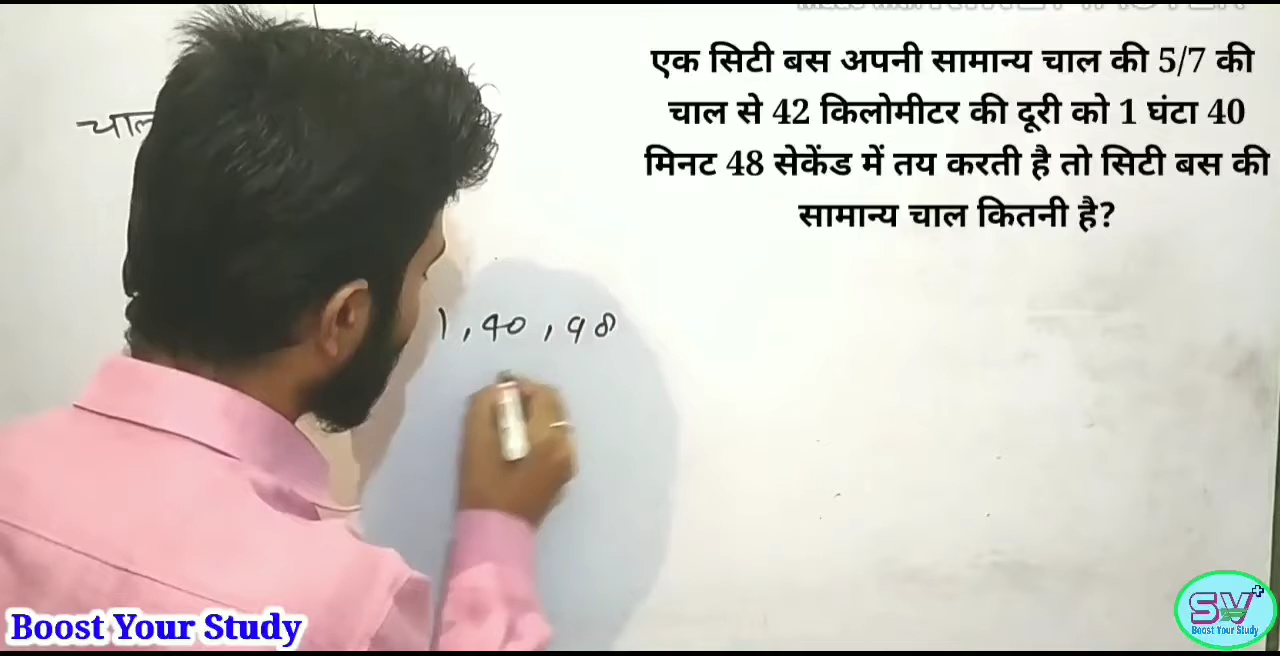 एक सिटी बस अपनी सामान्य चाल की 5/7 की
चाल से 42 किलोमीटर की दूरी को 1 घंटा 40
मिनट 48 सेकेंड में तय करती है तो सिटी बस की
सामान्य चाल कितनी है?
चाल
1, 40, 48
Boost Your Study
SV+
Boost Your Study